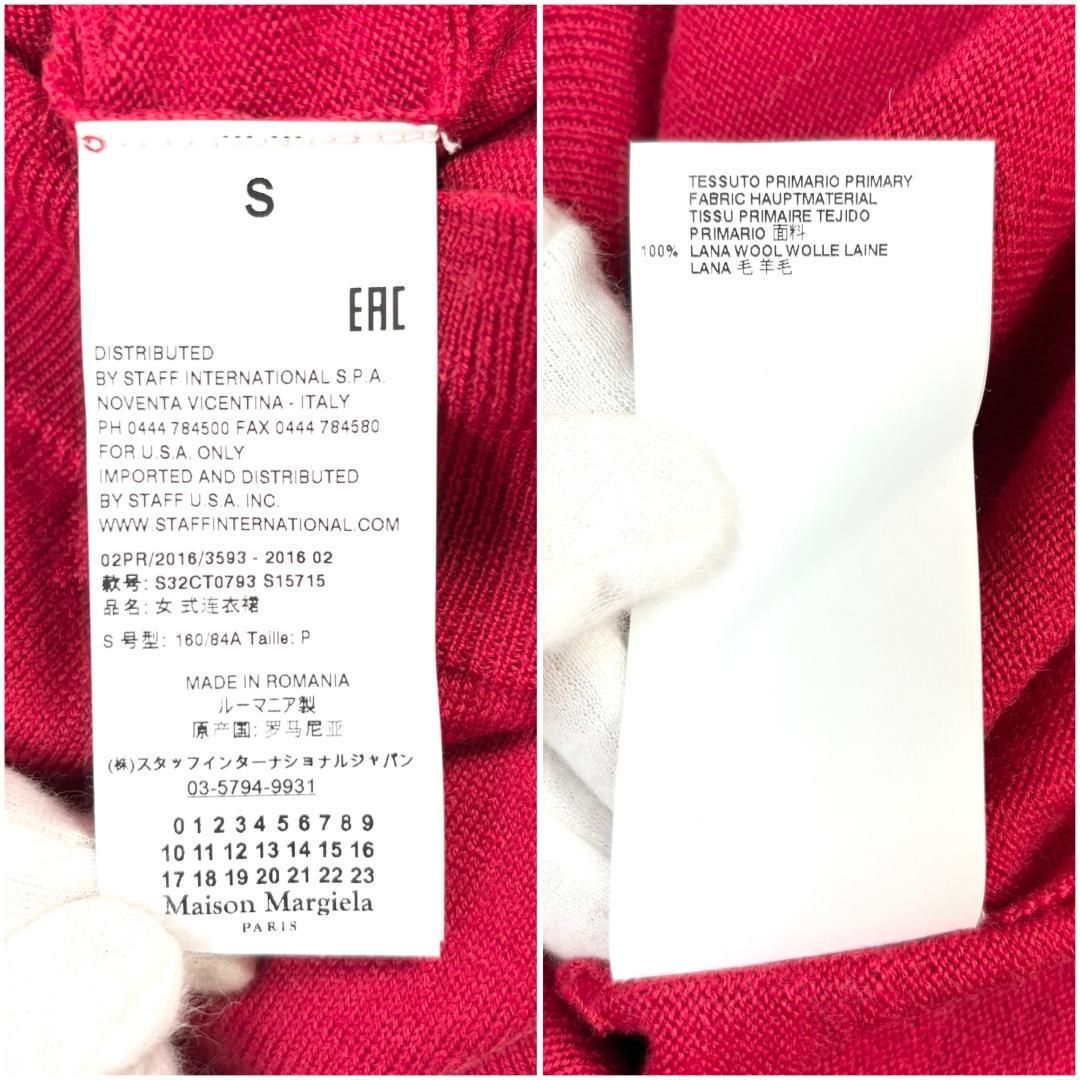 S
EAC
DISTRIBUTED
BY STAFF INTERNATIONAL S.P.A.
NOVENTA VICENTINA - ITALY
PH 0444 784500 FAX 0444 784580
FOR U.S.A. ONLY
IMPORTED AND DISTRIBUTED
BY STAFF U.S.A. INC.
WWW.STAFFINTERNATIONAL.COM
02PR/2016/3593 - 2016 02
款号: S32CT0793 S15715
品名: 女 式连衣裙
S 号型: 160/84A Taille: P
MADE IN ROMANIA
ルーマニア製
原产国: 罗马尼亚
(株)スタッフインターナショナルジャパン
03-5794-9931
0 1 2 3 4 5 6 7 8 9
10 11 12 13 14 15 16
17 18 19 20 21 22 23
Maison Margiela
PARIS
TESSUTO PRIMARIO PRIMARY
FABRIC HAUPTMATERIAL
TISSU PRIMAIRE TEJIDO
PRIMARIO 面料
100% LANA WOOL WOLLE LAINE
LANA 毛 羊毛